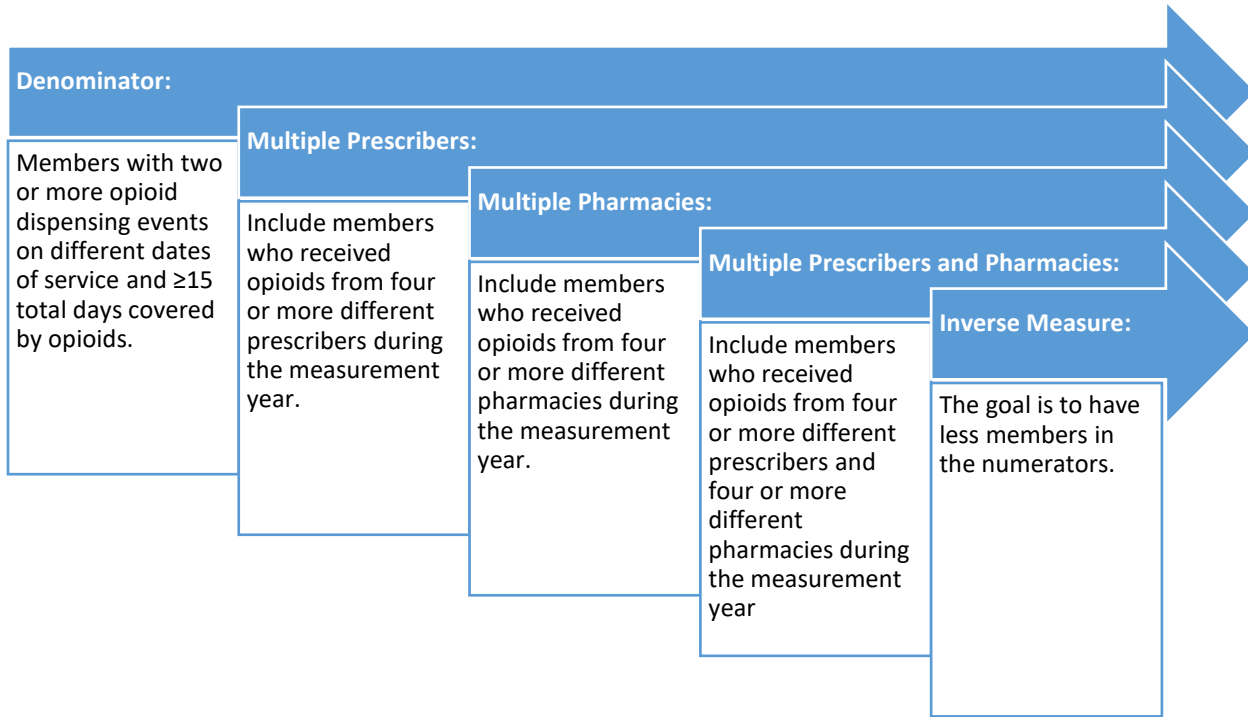 Denominator:
Members with two
or more opioid
dispensing events
on different dates
of service and ≥15
total days covered
by opioids.
Multiple Prescribers:
Include members
who received
opioids from four
or more different
prescribers during
the measurement
year.
Multiple Pharmacies:
Include members
who received
opioids from four
or more different
pharmacies during
the measurement
year.
Multiple Prescribers and Pharmacies:
Include members
who received
opioids from four
or more different
prescribers and
four or more
different
pharmacies during
the measurement
year
Inverse Measure:
The goal is to have
less members in
the numerators.